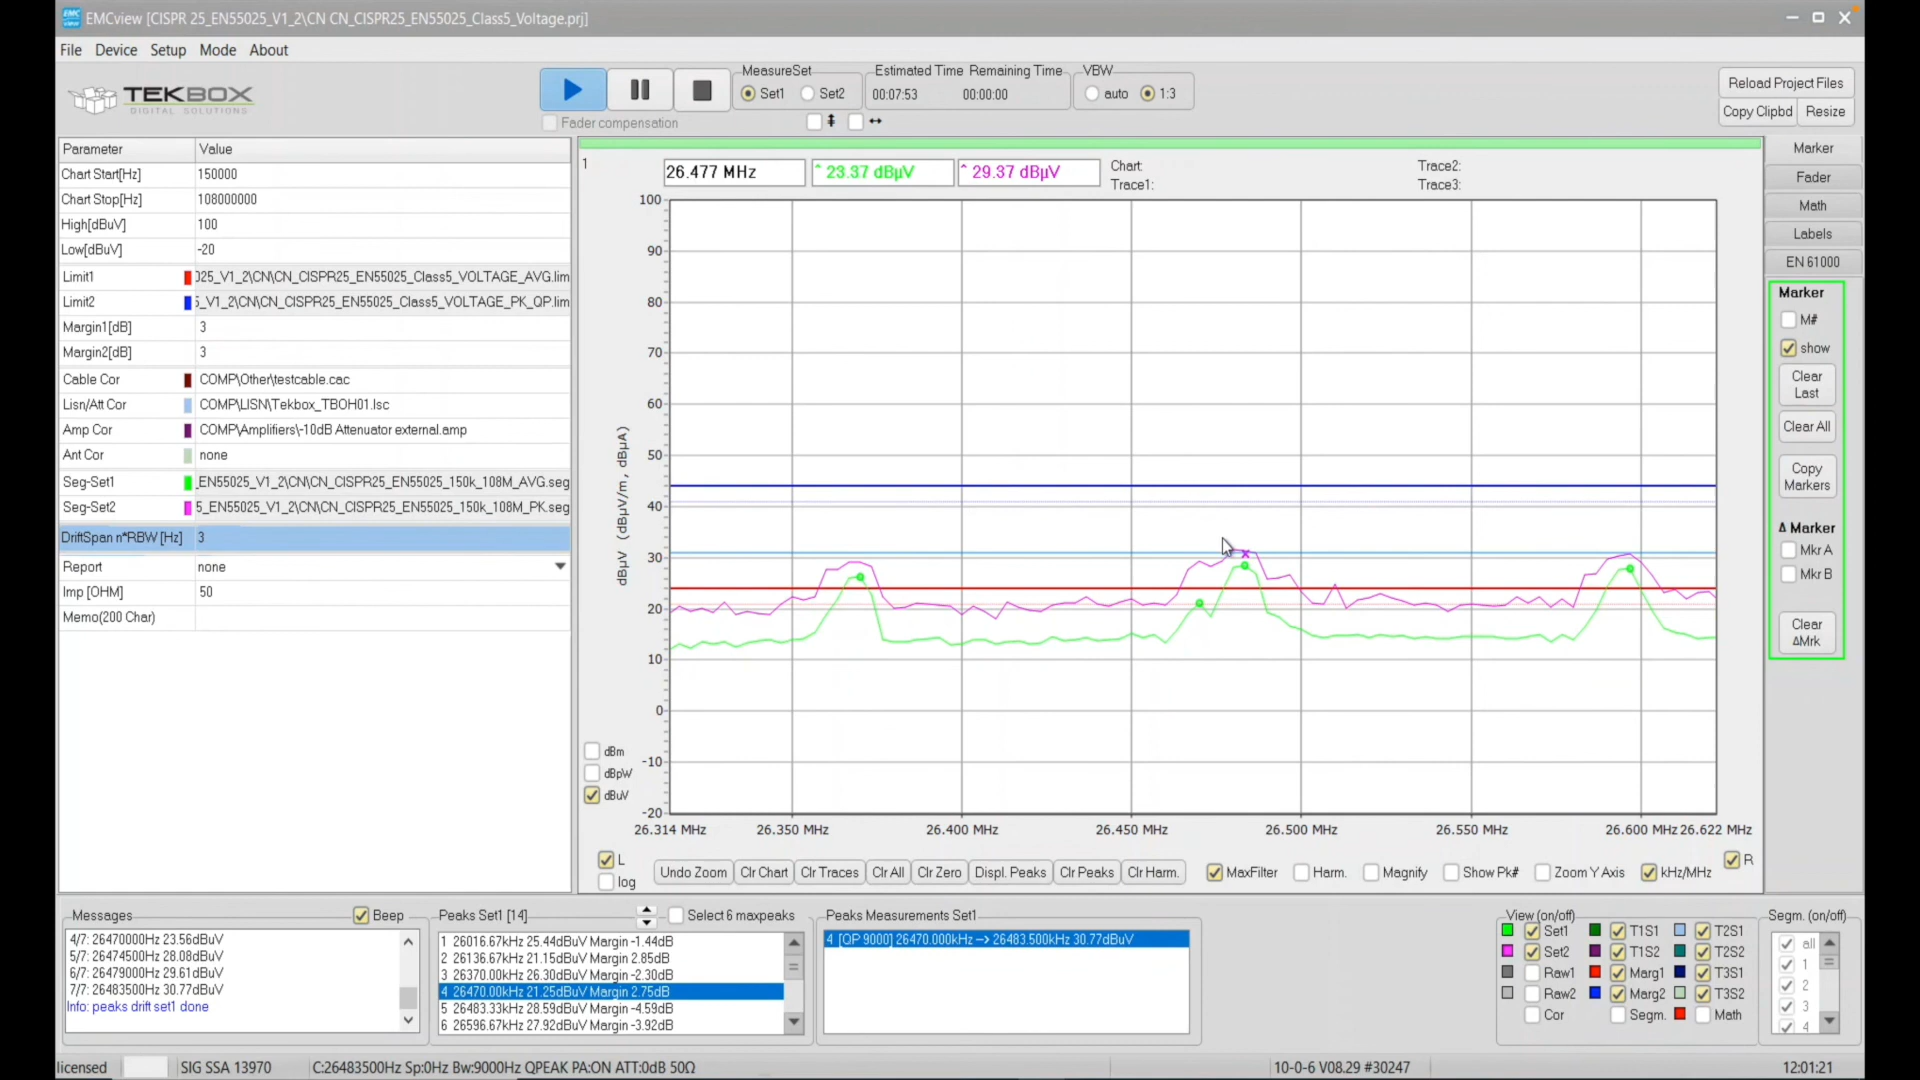 EMCview [CISPR 25_EN55025_V1_2\CN CN_CISPR25_EN55025_Class5_Voltage.prj]
File Device Setup Mode About
TEKBOX
DIGITAL SOLUTIONS
MeasureSet
Set1 Set2
Estimated Time Remaining Time
00:07:53 00:00:00
VBW
auto 1:3
Fader compensation
Reload Project Files
Copy Clipbd Resize
Parameter Value
Chart Start[Hz] 150000
Chart Stop[Hz] 108000000
High[dBuV] 100
Low[dBuV] -20
Limit1 025_V1_2\CN\CN_CISPR25_EN55025_Class5_VOLTAGE_AVG.lim
Limit2 5_V1_2\CN\CN_CISPR25_EN55025_Class5_VOLTAGE_PK_QP.lim
Margin1[dB] 3
Margin2[dB] 3
Cable Cor COMP\Other\testcable.cac
Lisn/Att Cor COMP\LISN\Tekbox_TBOH01.lsc
Amp Cor COMP\Amplifiers\-10dB Attenuator external.amp
Ant Cor none
Seg-Set1 _EN55025_V1_2\CN\CN_CISPR25_EN55025_150k_108M_AVG.seg
Seg-Set2 5_EN55025_V1_2\CN\CN_CISPR25_EN55025_150k_108M_PK.seg
DriftSpan n*RBW [Hz] 3
Report none
Imp [OHM] 50
Memo(200 Char)
1
26.477 MHz
^ 23.37 dBµV
^ 29.37 dBµV
Chart:
Trace1:
Trace2:
Trace3:
100
90
80
70
60
50
40
30
20
10
0
-10
-20
dBµV (dBµV/m, dBµA)
dBm
dBpW
dBuV
26.314 MHz 26.350 MHz 26.400 MHz 26.450 MHz 26.500 MHz 26.550 MHz 26.600 MHz 26.622 MHz
L
log
Undo Zoom Clr Chart Clr Traces Clr All Clr Zero Displ. Peaks Clr Peaks Clr Harm. MaxFilter Harm. Magnify Show Pk# Zoom Y Axis kHz/MHz R
Marker
Fader
Math
Labels
EN 61000
Marker
M#
show
Clear
Last
Clear All
Copy
Markers
Δ Marker
Mkr A
Mkr B
Clear
ΔMrk
Messages Beep
4/7: 26470000Hz 23.56dBuV
5/7: 26474500Hz 28.08dBuV
6/7: 26479000Hz 29.61dBuV
7/7: 26483500Hz 30.77dBuV
Info: peaks drift set1 done
Peaks Set1 [14] Select 6 maxpeaks
1 26016.67kHz 25.44dBuV Margin -1.44dB
2 26136.67kHz 21.15dBuV Margin 2.85dB
3 26370.00kHz 26.30dBuV Margin -2.30dB
4 26470.00kHz 21.25dBuV Margin 2.75dB
5 26483.33kHz 28.59dBuV Margin -4.59dB
6 26596.67kHz 27.92dBuV Margin -3.92dB
Peaks Measurements Set1
4 [QP 9000] 26470.000kHz --> 26483.500kHz 30.77dBuV
View (on/off)
Set1 T1S1 T2S1
Set2 T1S2 T2S2
Raw1 Marg1 T3S1
Raw2 Marg2 T3S2
Cor Segm. Math
Segm. (on/off)
all
1
2
3
4
licensed SIG SSA 13970 C:26483500Hz Sp:0Hz Bw:9000Hz QPEAK PA:ON ATT:0dB 50Ω 10-0-6 V08.29 #30247 12:01:21